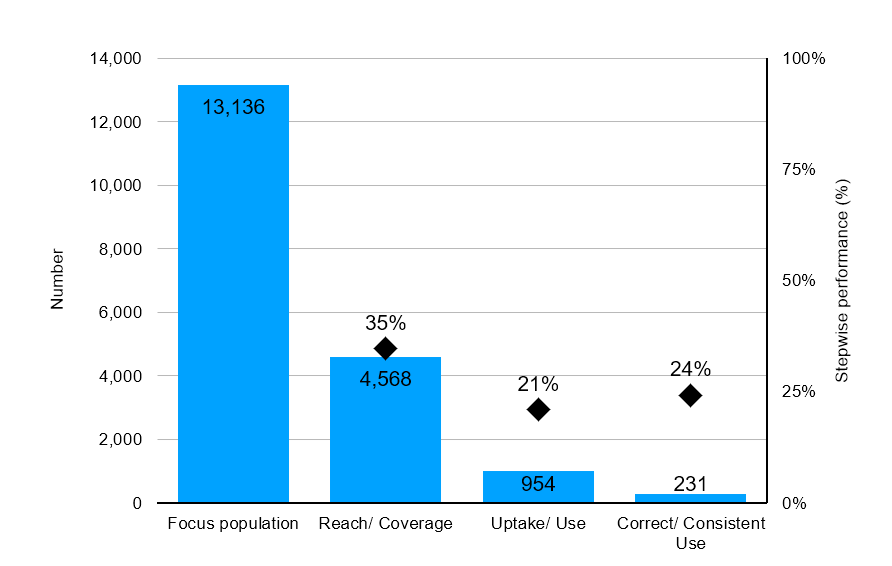 14,000
12,000
10,000
8,000
6,000
4,000
2,000
0
Number
13,136
35%
4,568
21%
954
24%
231
100%
75%
50%
25%
0%
Stepwise performance (%)
Focus population
Reach/ Coverage
Uptake/ Use
Correct/ Consistent
Use